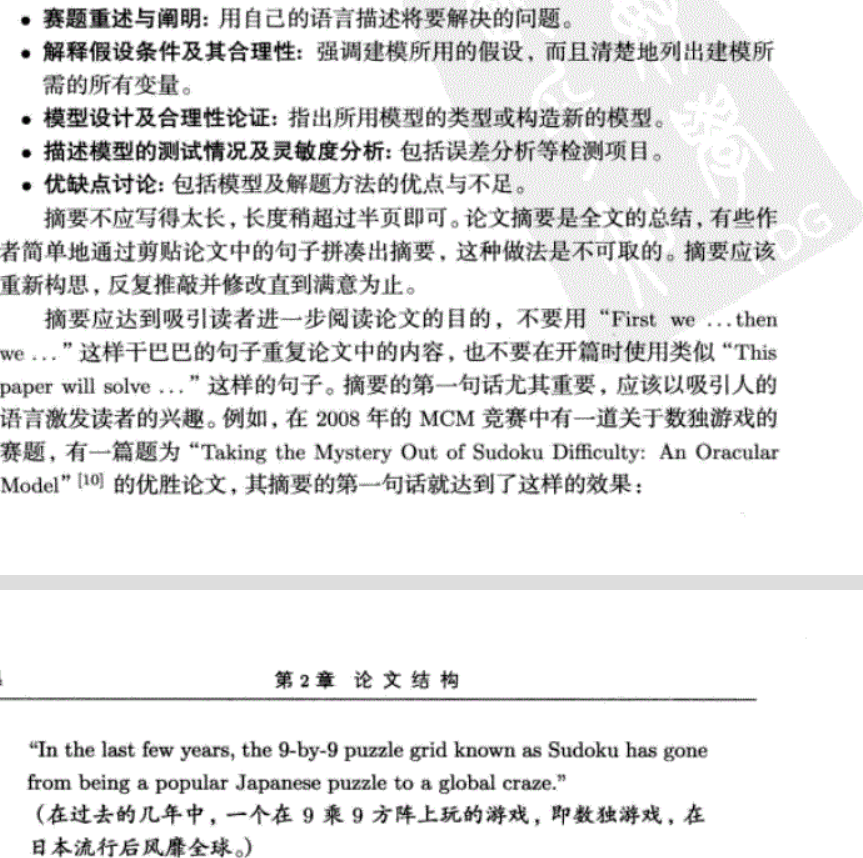 • 赛题重述与阐明: 用自己的语言描述将要解决的问题。
• 解释假设条件及其合理性: 强调建模所用的假设，而且清楚地列出建模所
需的所有变量。
• 模型设计及合理性论证: 指出所用模型的类型或构造新的模型。
• 描述模型的测试情况及灵敏度分析: 包括误差分析等检测项目。
• 优缺点讨论: 包括模型及解题方法的优点与不足。
摘要不应写得太长，长度稍超过半页即可。论文摘要是全文的总结，有些作
者简单地通过剪贴论文中的句子拼凑出摘要，这种做法是不可取的。摘要应该
重新构思，反复推敲并修改直到满意为止。
摘要应达到吸引读者进一步阅读论文的目的，不要用 “First we ...then
we ...” 这样干巴巴的句子重复论文中的内容，也不要在开篇时使用类似 “This
paper will solve ...” 这样的句子。摘要的第一句话尤其重要，应该以吸引人的
语言激发读者的兴趣。例如，在 2008 年的 MCM 竞赛中有一道关于数独游戏的
赛题，有一篇题为 “Taking the Mystery Out of Sudoku Difficulty: An Oracular
Model” [10] 的优胜论文，其摘要的第一句话就达到了这样的效果：
第 2 章 论文结构
“In the last few years, the 9-by-9 puzzle grid known as Sudoku has gone
from being a popular Japanese puzzle to a global craze.”
（在过去的几年中，一个在 9 乘 9 方阵上玩的游戏，即数独游戏，在
日本流行后风靡全球。）